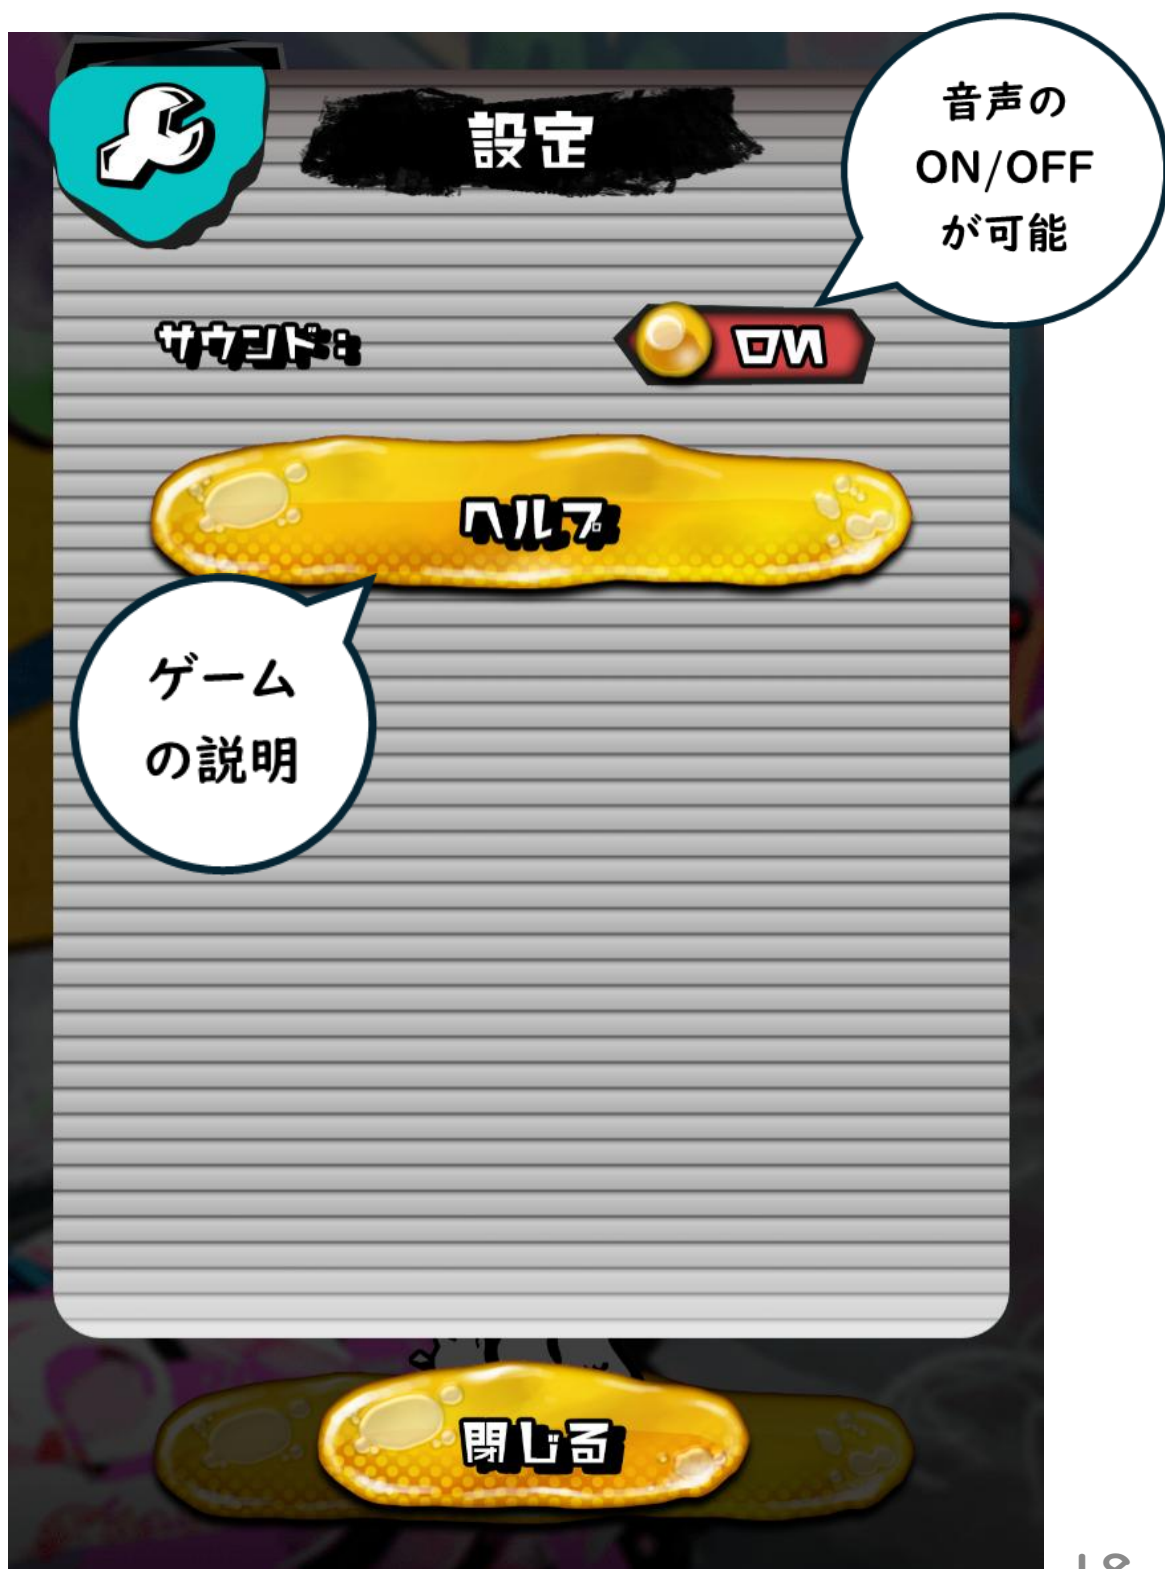 設定
音声の
ON/OFF
が可能
サウンド:
ON
ヘルプ
ゲーム
の説明
閉じる